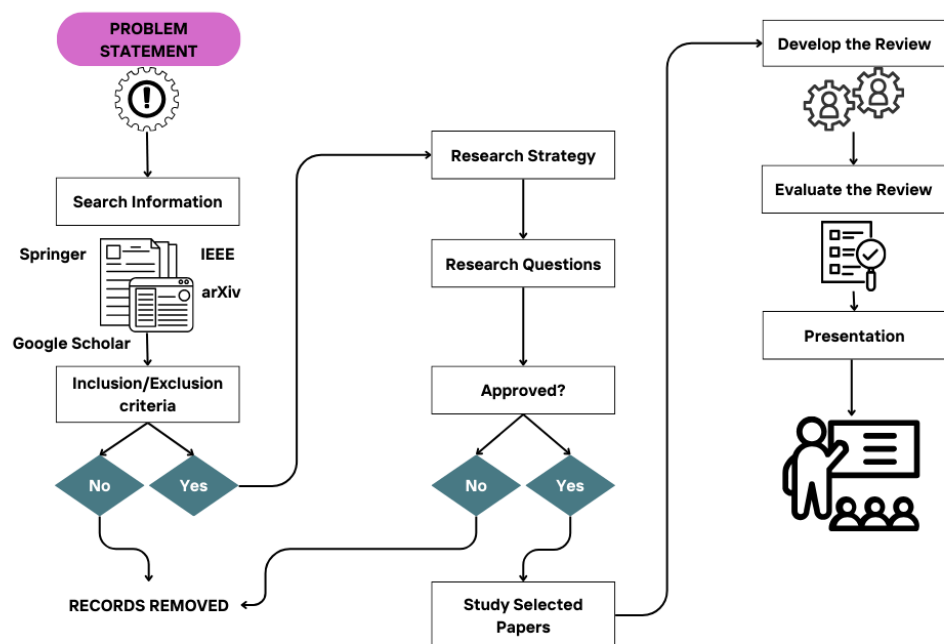 PROBLEM
STATEMENT
Search Information
Springer
IEEE
arXiv
Google Scholar
Inclusion/Exclusion
criteria
No
Yes
RECORDS REMOVED
Research Strategy
Research Questions
Approved?
No
Yes
Study Selected
Papers
Develop the Review
Evaluate the Review
Presentation